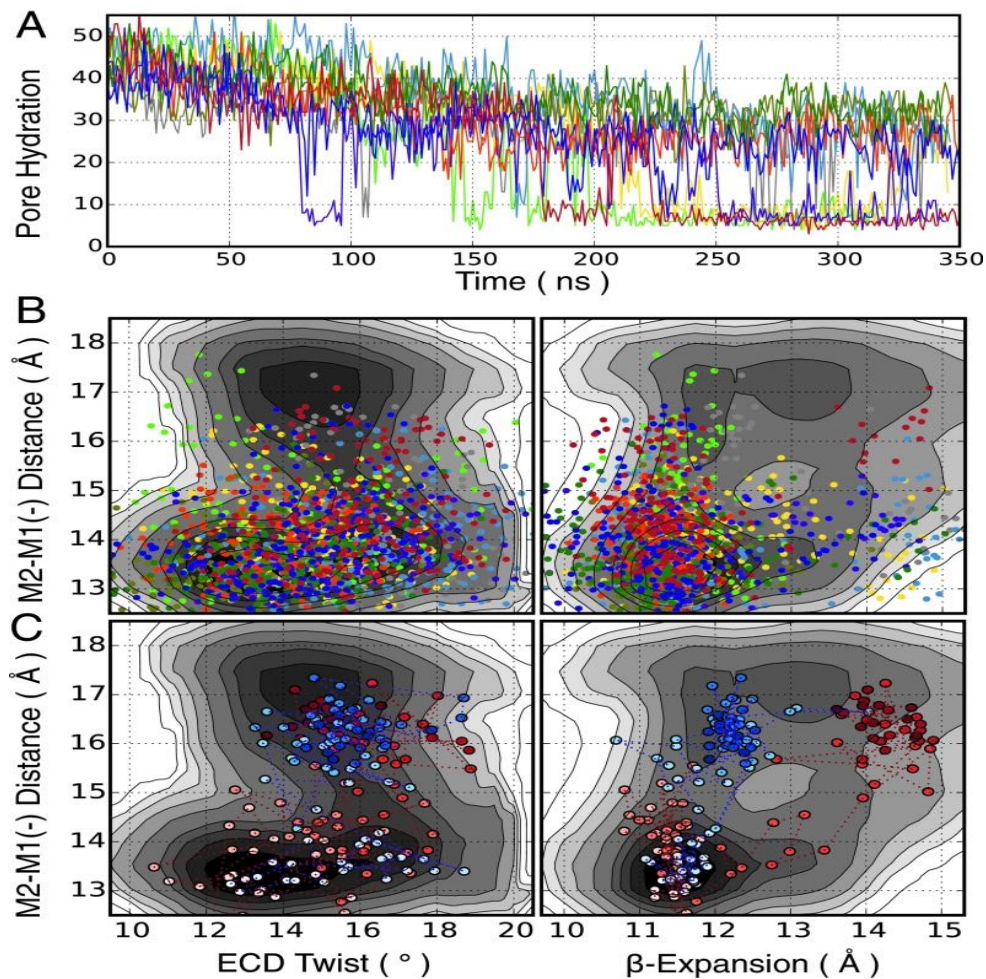 A
Pore Hydration
50
40
30
20
10
0
0 50 100 150 200 250 300 350
Time ( ns )
B
M2-M1(-) Distance ( Å )
18
17
16
15
14
13
C
M2-M1(-) Distance ( Å )
18
17
16
15
14
13
10 12 14 16 18 20
ECD Twist ( ° )
10 11 12 13 14 15
β-Expansion ( Å )